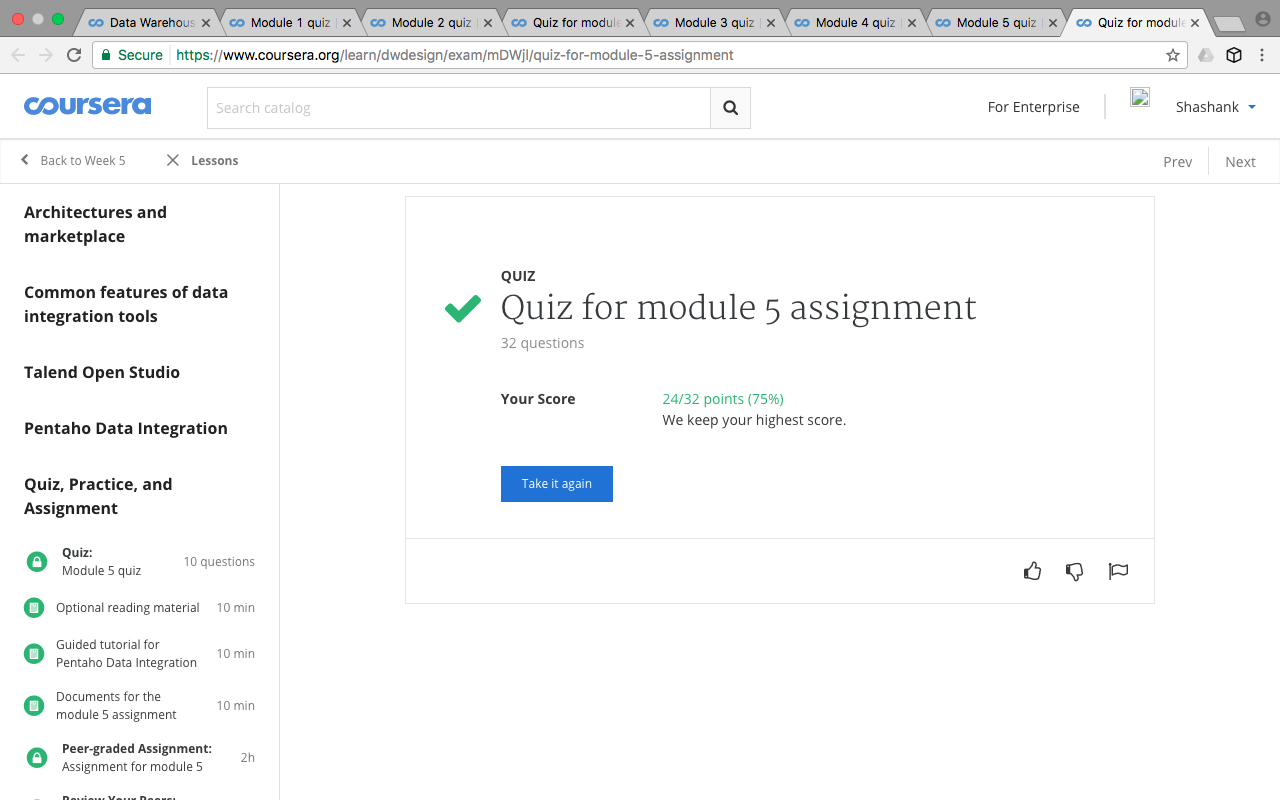 Data Warehous
Module 1 quiz
Module 2 quiz
Quiz for module
Module 3 quiz
Module 4 quiz
Module 5 quiz
Quiz for module
Secure
https://www.coursera.org/learn/dwdesign/exam/mDWjl/quiz-for-module-5-assignment
coursera
Search catalog
For Enterprise
Shashank
Back to Week 5
Lessons
Prev
Next
Architectures and
marketplace
Common features of data
integration tools
Talend Open Studio
Pentaho Data Integration
Quiz, Practice, and
Assignment
Quiz:
Module 5 quiz
10 questions
Optional reading material
10 min
Guided tutorial for
Pentaho Data Integration
10 min
Documents for the
module 5 assignment
10 min
Peer-graded Assignment:
Assignment for module 5
2h
Review Your Peers:
QUIZ
Quiz for module 5 assignment
32 questions
Your Score
24/32 points (75%)
We keep your highest score.
Take it again